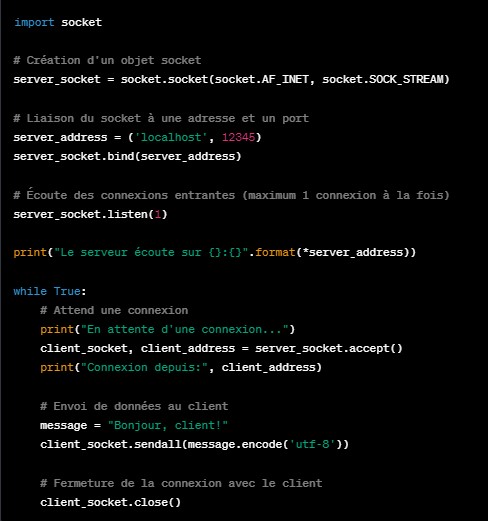 import socket
# Création d'un objet socket
server_socket = socket.socket(socket.AF_INET, socket.SOCK_STREAM)
# Liaison du socket à une adresse et un port
server_address = ('localhost', 12345)
server_socket.bind(server_address)
# Écoute des connexions entrantes (maximum 1 connexion à la fois)
server_socket.listen(1)
print("Le serveur écoute sur {}:{}".format(*server_address))
while True:
    # Attend une connexion
    print("En attente d'une connexion...")
    client_socket, client_address = server_socket.accept()
    print("Connexion depuis:", client_address)
    # Envoi de données au client
    message = "Bonjour, client!"
    client_socket.sendall(message.encode('utf-8'))
    # Fermeture de la connexion avec le client
    client_socket.close()